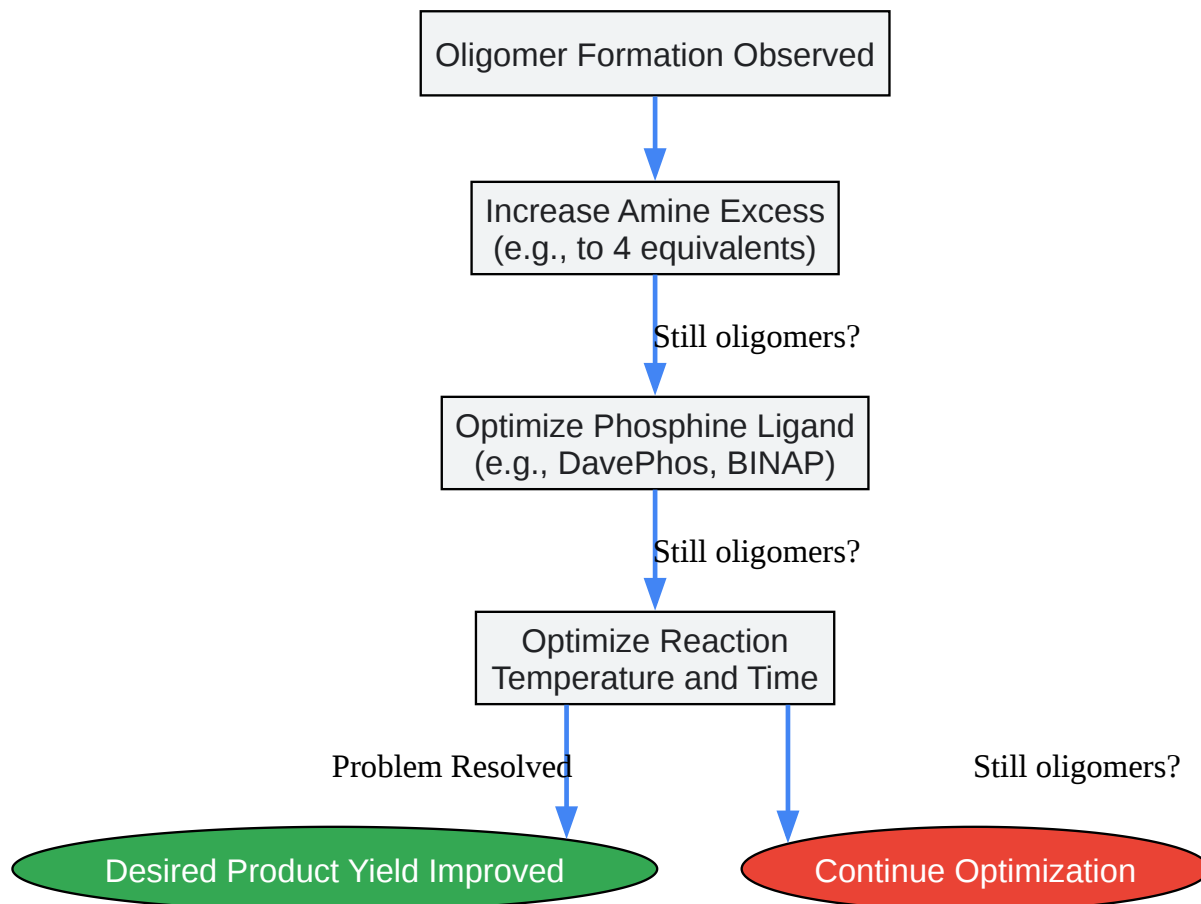 Oligomer Formation Observed
Increase Amine Excess
(e.g., to 4 equivalents)
Still oligomers?
Optimize Phosphine Ligand
(e.g., DavePhos, BINAP)
Still oligomers?
Optimize Reaction
Temperature and Time
Problem Resolved
Still oligomers?
Desired Product Yield Improved
Continue Optimization